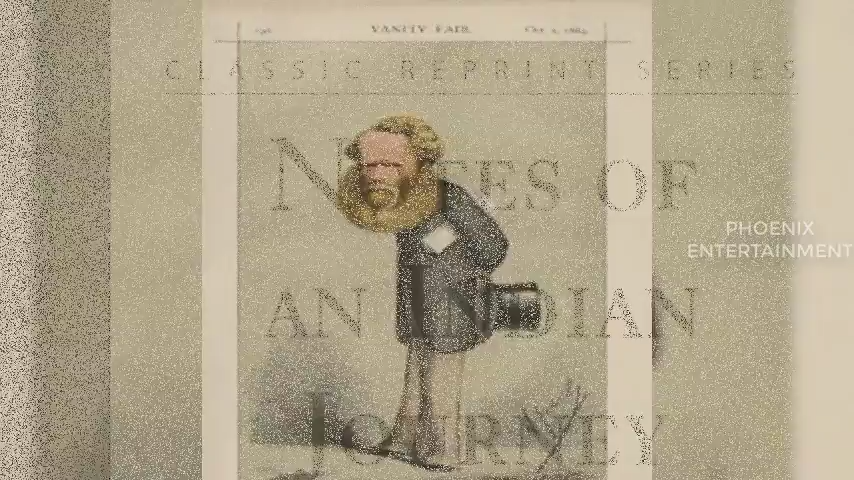 VANITY FAIR.
CLASSIC REPRINT SERIES
NOTES OF
AN INDIAN
JOURNEY
PHOENIX
ENTERTAINMENT